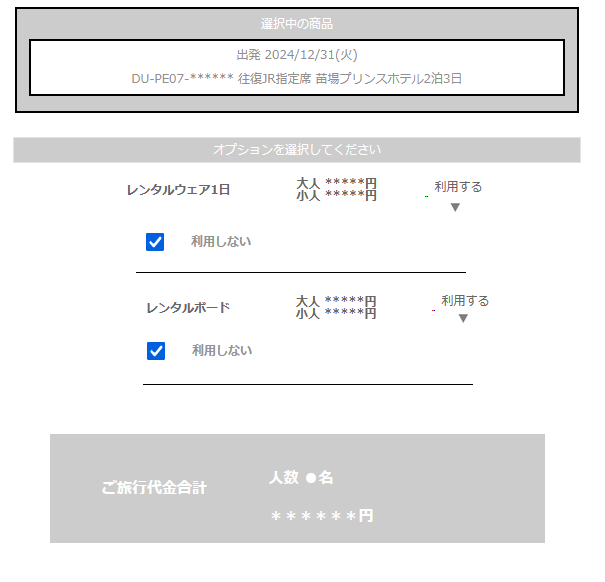 選択中の商品
出発 2024/12/31(火)
DU-PE07-****** 往復JR指定席 苗場プリンスホテル2泊3日
オプションを選択してください
レンタルウェア1日
大人 *****円
小人 *****円
利用する
▼
利用しない
レンタルボード
大人 *****円
小人 *****円
利用する
▼
利用しない
ご旅行代金合計
人数 ●名
＊＊＊＊＊＊円